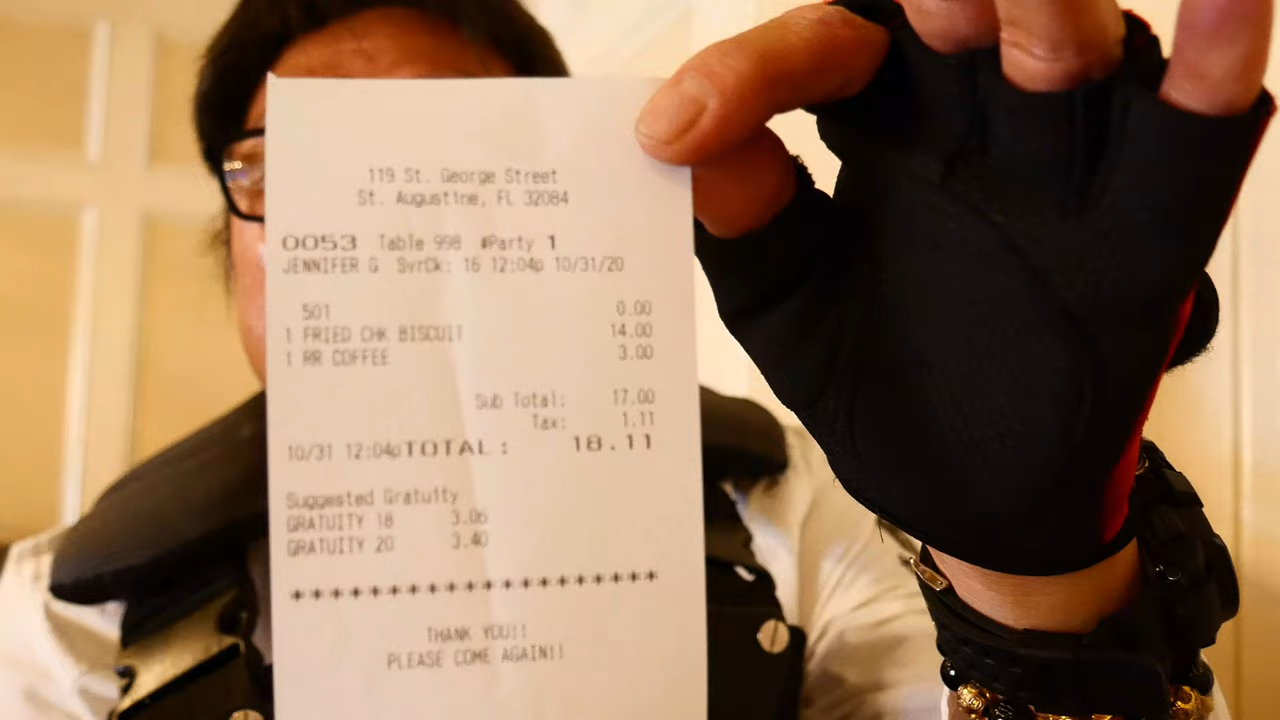 119 St. George Street
St. Augustine, FL 32084
0053 Table 998 #Party 1
JENNIFER G SvrCk: 16 12:04p 10/31/20
501 0.00
1 FRIED CHK BISCUIT 14.00
1 RR COFFEE 3.00
Sub Total: 17.00
Tax: 1.11
10/31 12:04pTOTAL: 18.11
Suggested Gratuity
GRATUITY 18 3.06
GRATUITY 20 3.40
*******************
THANK YOU!!
PLEASE COME AGAIN!!